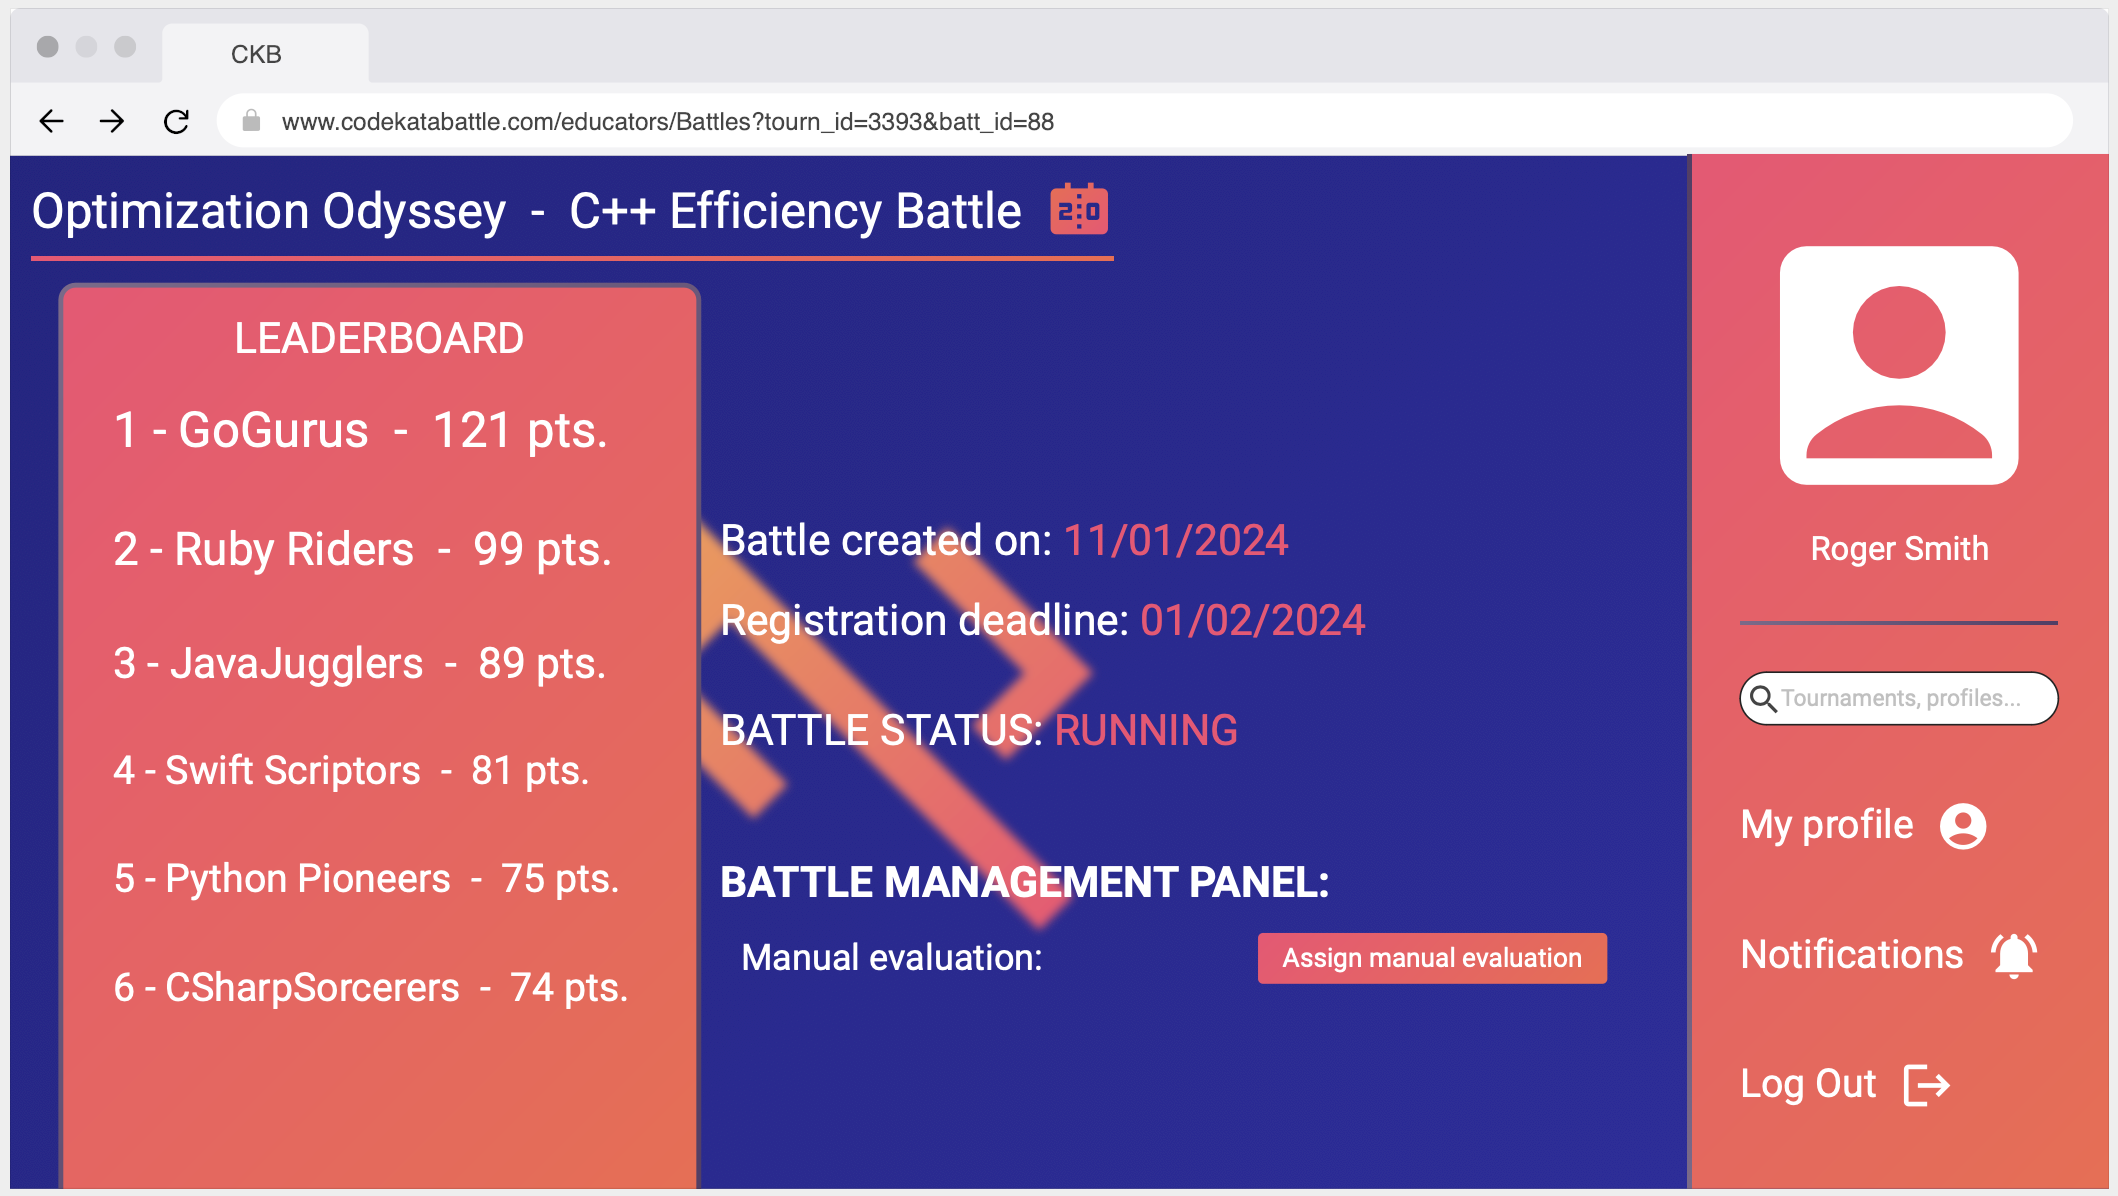 CKB
www.codekatabattle.com/educators/Battles?tourn_id=3393&batt_id=88
Optimization Odyssey - C++ Efficiency Battle
2:0
LEADERBOARD
1 - GoGurus - 121 pts.
2 - Ruby Riders - 99 pts.
3 - JavaJugglers - 89 pts.
4 - Swift Scriptors - 81 pts.
5 - Python Pioneers - 75 pts.
6 - CSharpSorcerers - 74 pts.
Battle created on: 11/01/2024
Registration deadline: 01/02/2024
BATTLE STATUS: RUNNING
BATTLE MANAGEMENT PANEL:
Manual evaluation:
Assign manual evaluation
Roger Smith
Tournaments, profiles...
My profile
Notifications
Log Out